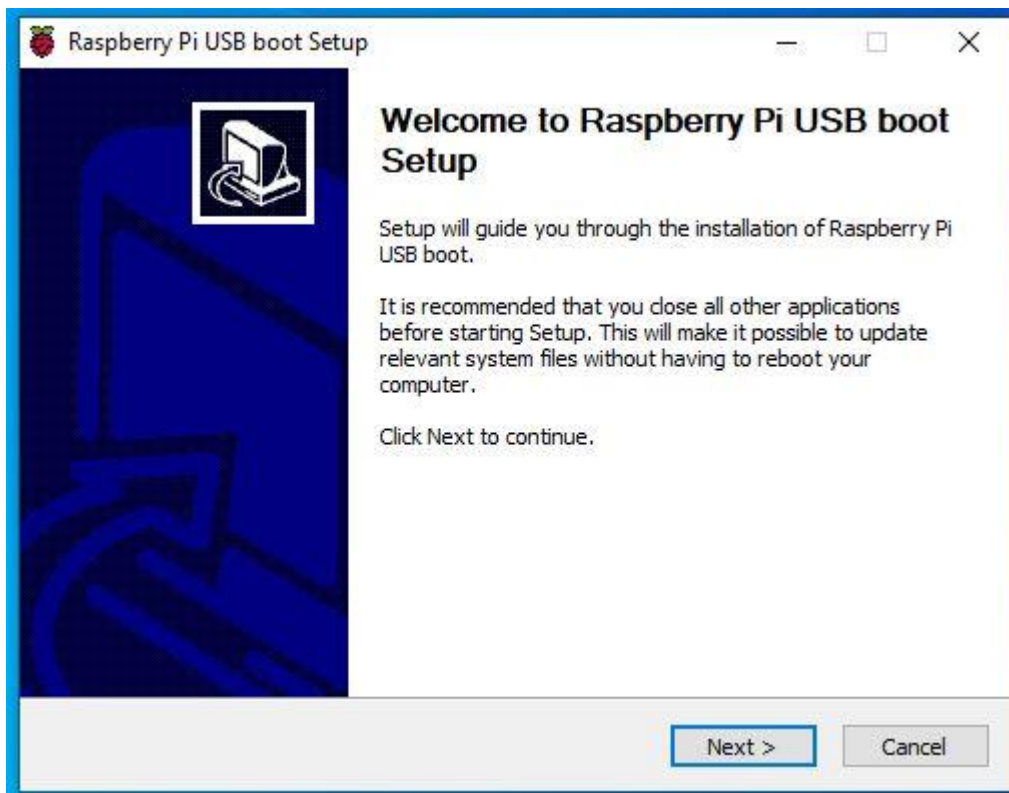 Raspberry Pi USB boot Setup
Welcome to Raspberry Pi USB boot
Setup
Setup will guide you through the installation of Raspberry Pi
USB boot.
It is recommended that you close all other applications
before starting Setup. This will make it possible to update
relevant system files without having to reboot your
computer.
Click Next to continue.
Next >
Cancel